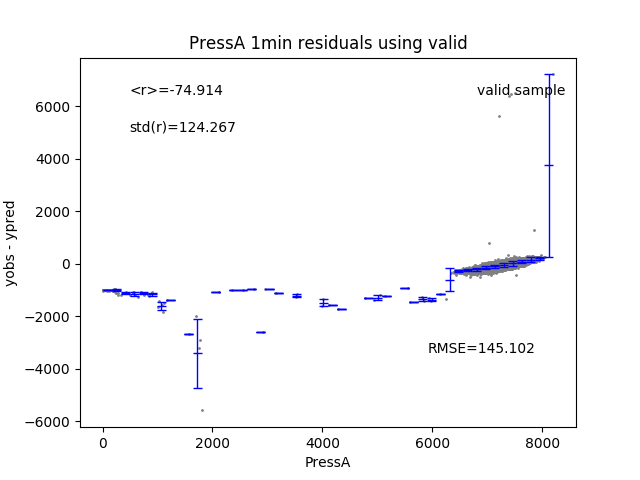 PressA 1min residuals using valid
<r>=-74.914
valid sample
std(r)=124.267
RMSE=145.102
yobs - ypred
6000
4000
2000
0
−2000
−4000
−6000
0
2000
4000
6000
8000
PressA